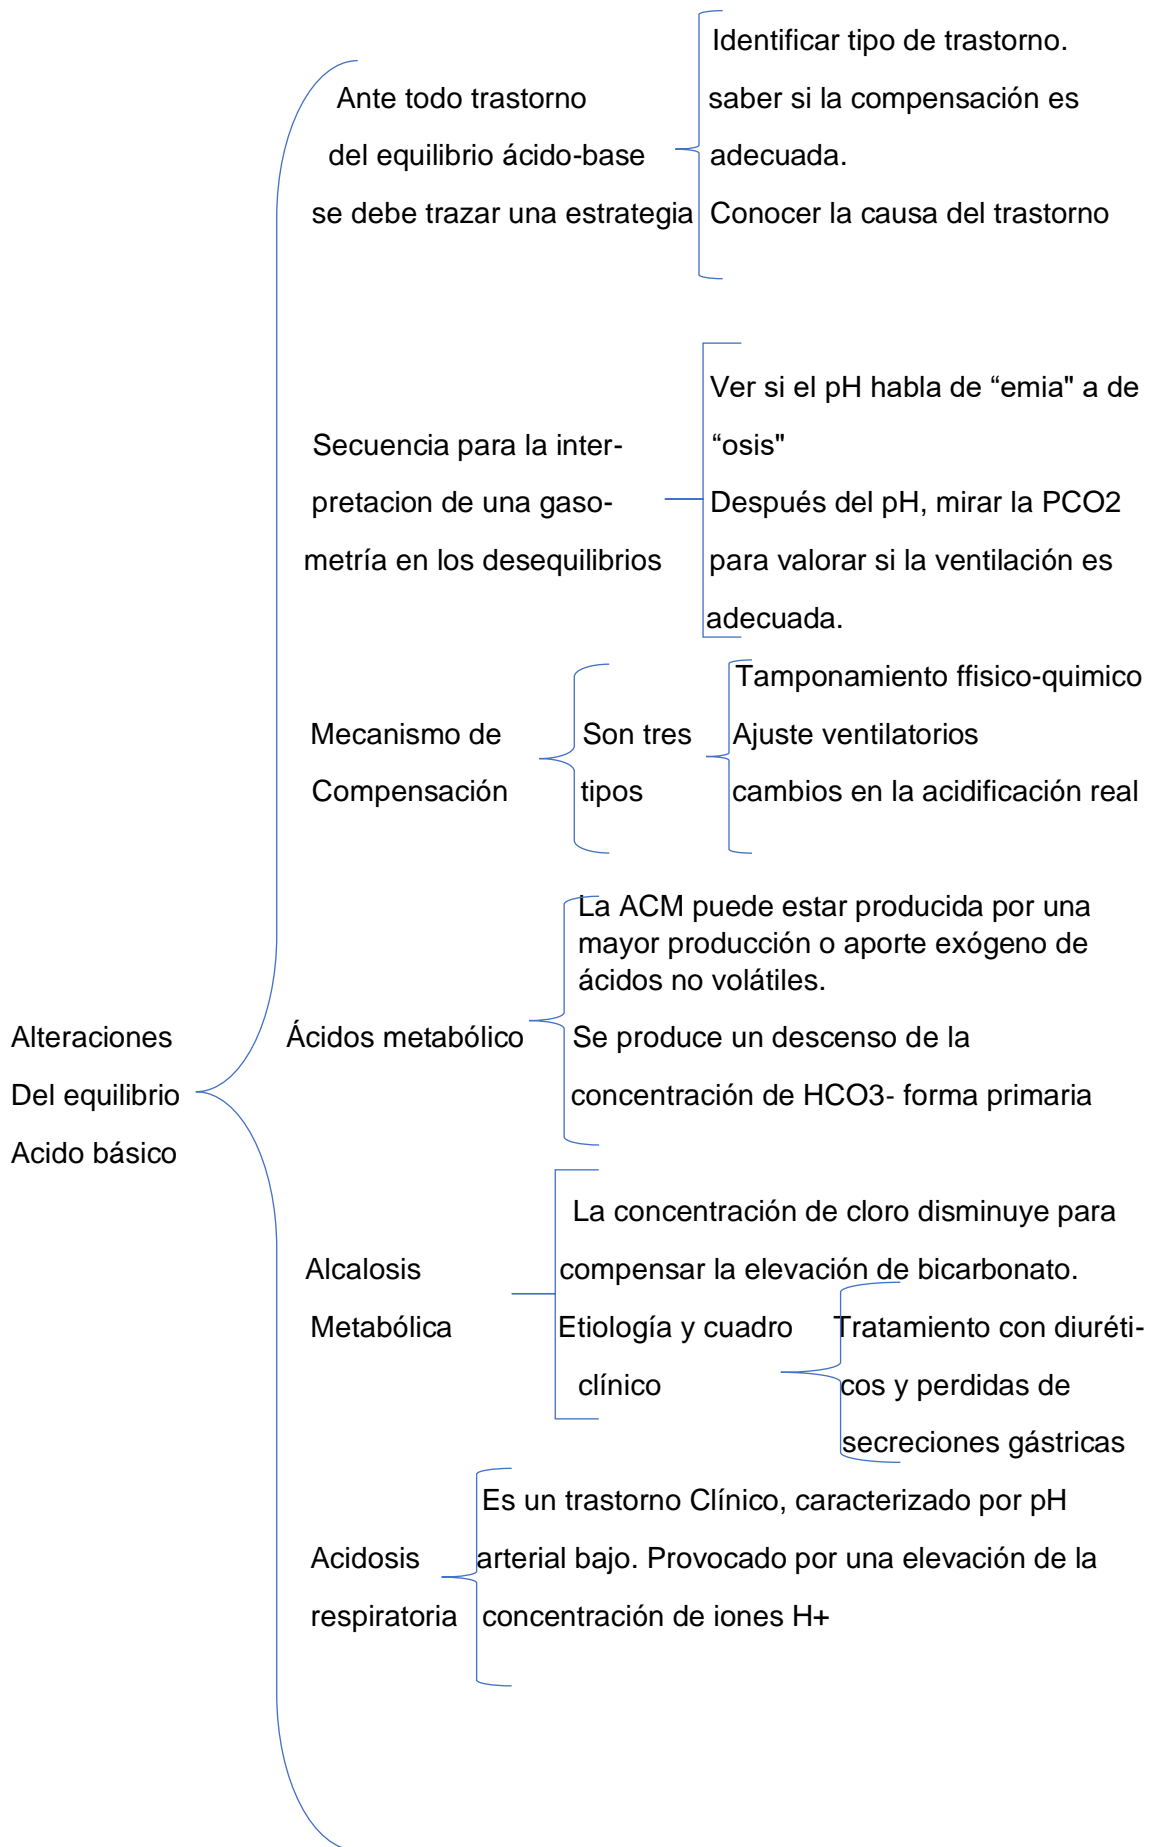 Alteraciones
Del equilibrio
Acido básico
Ante todo trastorno
del equilibrio ácido-base
se debe trazar una estrategia
Identificar tipo de trastorno.
saber si la compensación es
adecuada.
Conocer la causa del trastorno
Secuencia para la inter-
pretacion de una gaso-
metría en los desequilibrios
Ver si el pH habla de “emia" a de
“osis"
Después del pH, mirar la PCO2
para valorar si la ventilación es
adecuada.
Mecanismo de
Compensación
Son tres
tipos
Tamponamiento ffisico-quimico
Ajuste ventilatorios
cambios en la acidificación real
Ácidos metabólico
La ACM puede estar producida por una
mayor producción o aporte exógeno de
ácidos no volátiles.
Se produce un descenso de la
concentración de HCO3- forma primaria
Alcalosis
Metabólica
La concentración de cloro disminuye para
compensar la elevación de bicarbonato.
Etiología y cuadro
clínico
Tratamiento con diuréti-
cos y perdidas de
secreciones gástricas
Acidosis
respiratoria
Es un trastorno Clínico, caracterizado por pH
arterial bajo. Provocado por una elevación de la
concentración de iones H+